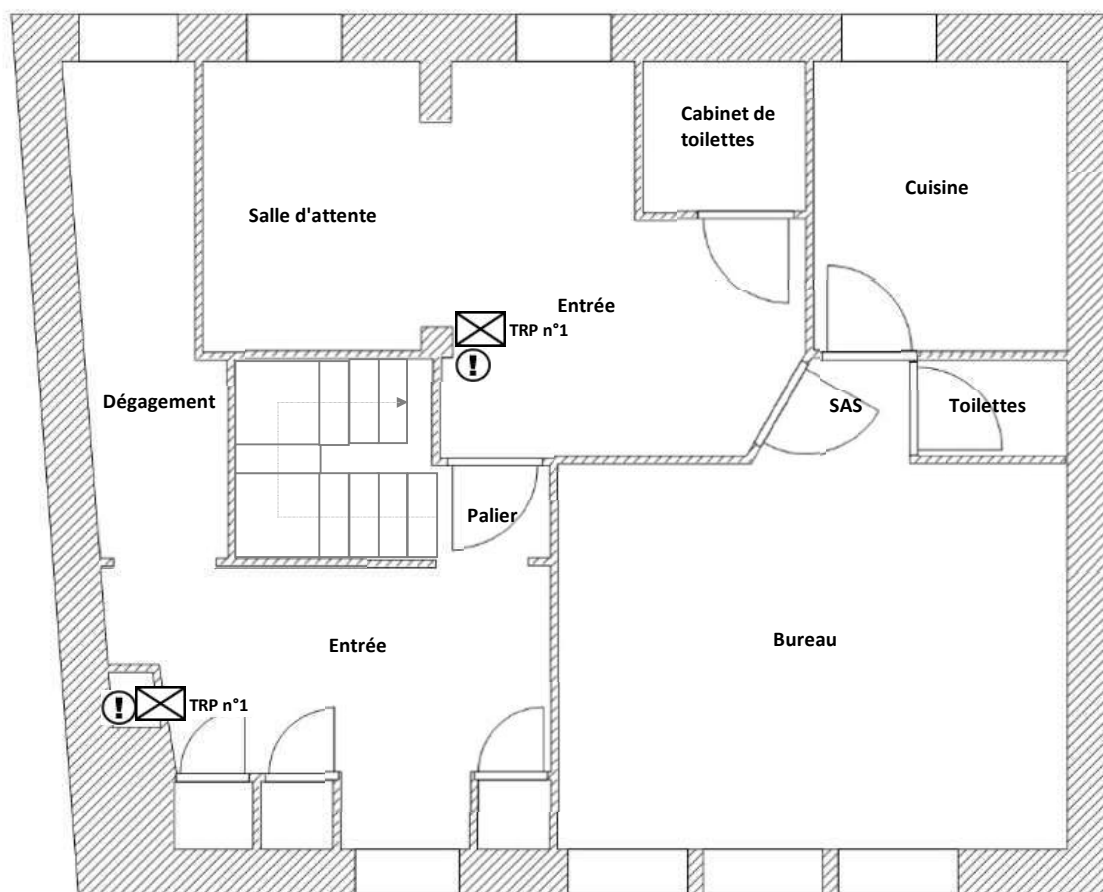 Cabinet de
toilettes
Cuisine
Salle d'attente
Entrée
TRP n°1
!
Dégagement
SAS
Toilettes
Palier
Entrée
Bureau
!
TRP n°1